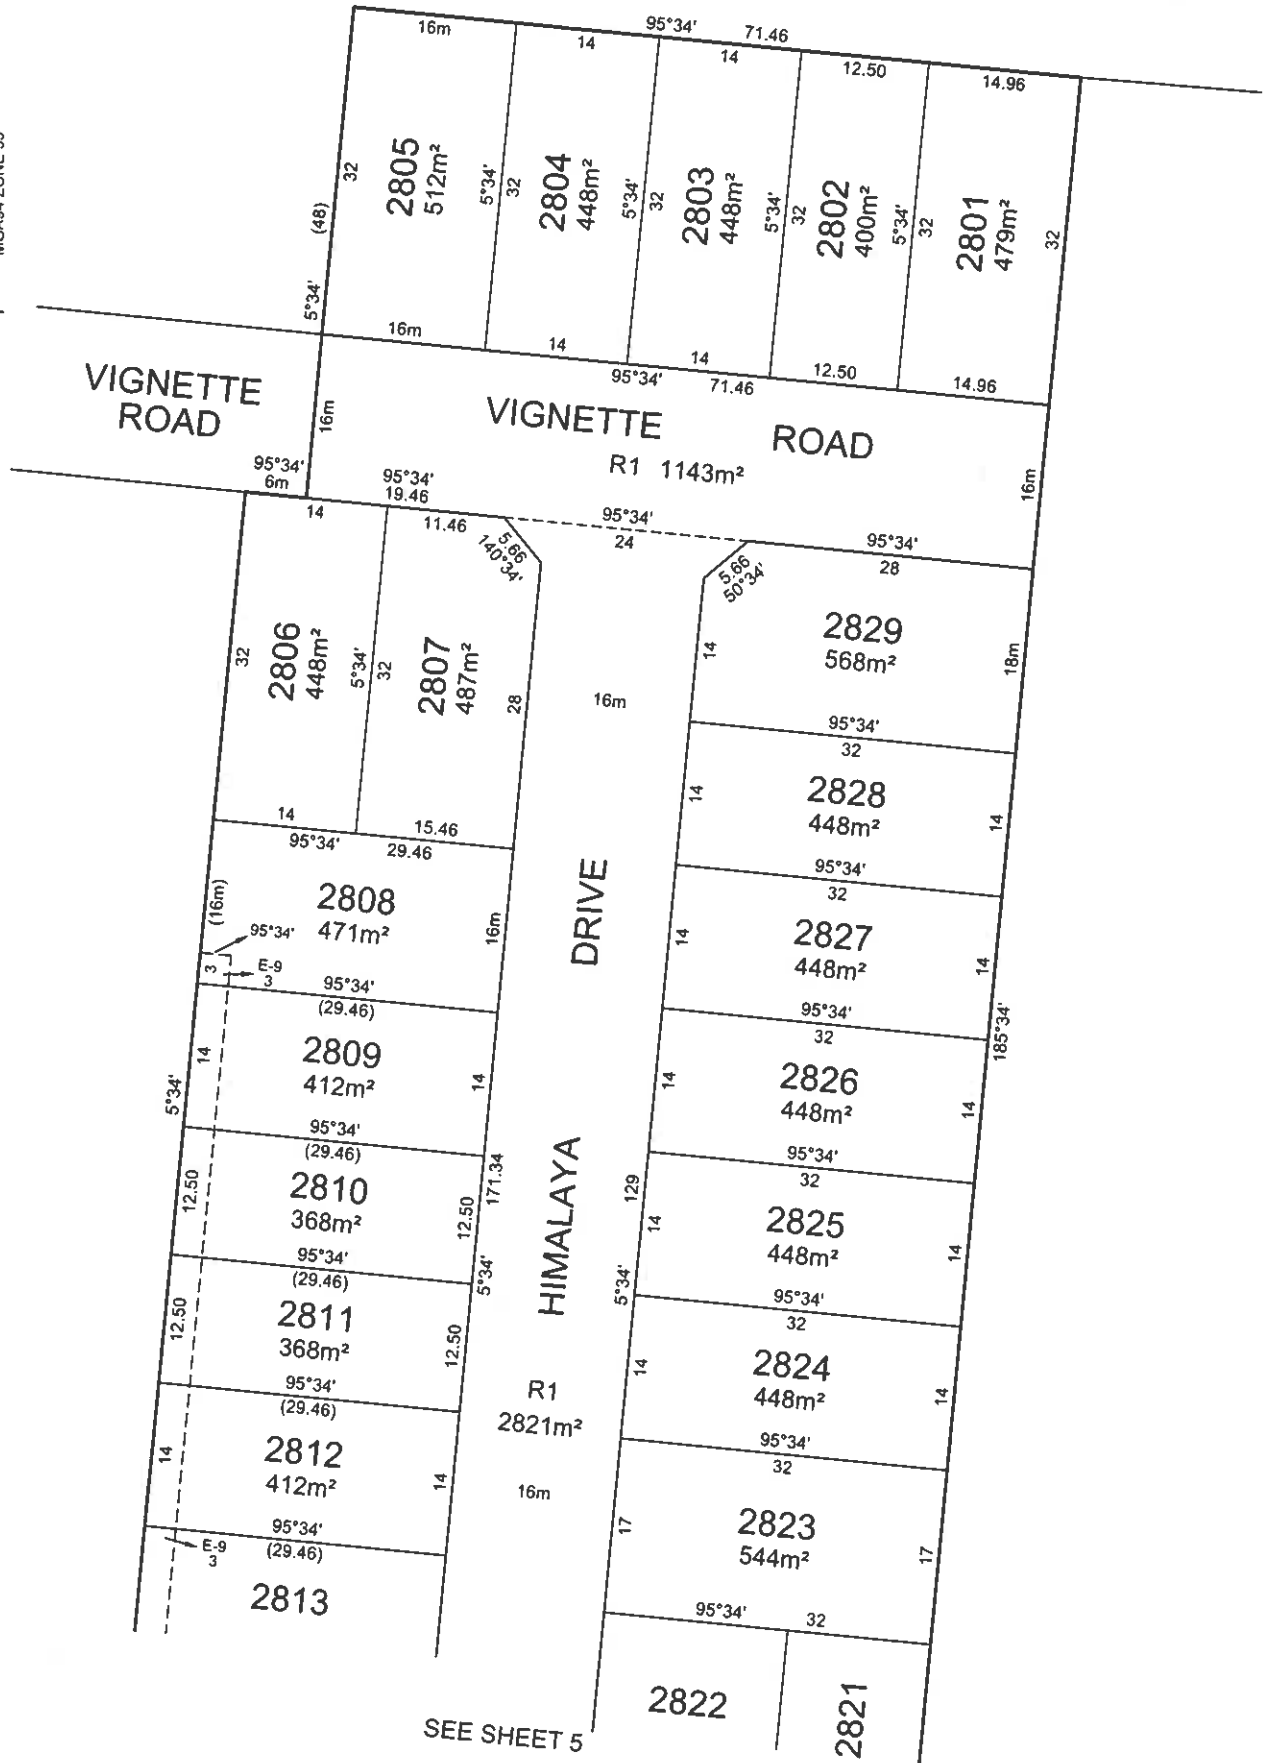 95°34' 71.46
16m 14 14 12.50 14.96
32
(48)
5°34'
2805
512m²
5°34'
32
2804
448m²
5°34'
32
2803
448m²
5°34'
32
2802
400m²
5°34'
32
2801
479m²
32
16m 14 14 12.50 14.96
95°34' 71.46
VIGNETTE
ROAD
16m
VIGNETTE ROAD
R1 1143m²
16m
95°34'
6m
95°34'
19.46
14 11.46
5.66
140°34'
95°34'
24
5.66
50°34'
95°34'
28
32
2806
448m²
5°34'
32
2807
487m²
28
16m
14
2829
568m²
18m
95°34'
32
14
2828
448m²
14
14 15.46
95°34' 29.46
(16m)
2808
471m²
16m
95°34'
3
E-9
3
95°34'
(29.46)
DRIVE
95°34'
32
14
2827
448m²
14
95°34'
32
185°34'
14
2809
412m²
14
5°34'
95°34'
(29.46)
14
2826
448m²
14
95°34'
32
12.50
2810
368m²
12.50
171.34
5°34'
95°34'
(29.46)
HIMALAYA
129
14
5°34'
2825
448m²
14
95°34'
32
12.50
2811
368m²
12.50
95°34'
(29.46)
R1
2821m²
14
2824
448m²
14
95°34'
32
14
2812
412m²
14
16m
95°34'
(29.46)
E-9
3
2813
17
2823
544m²
17
95°34' 32
2822
2821
SEE SHEET 5